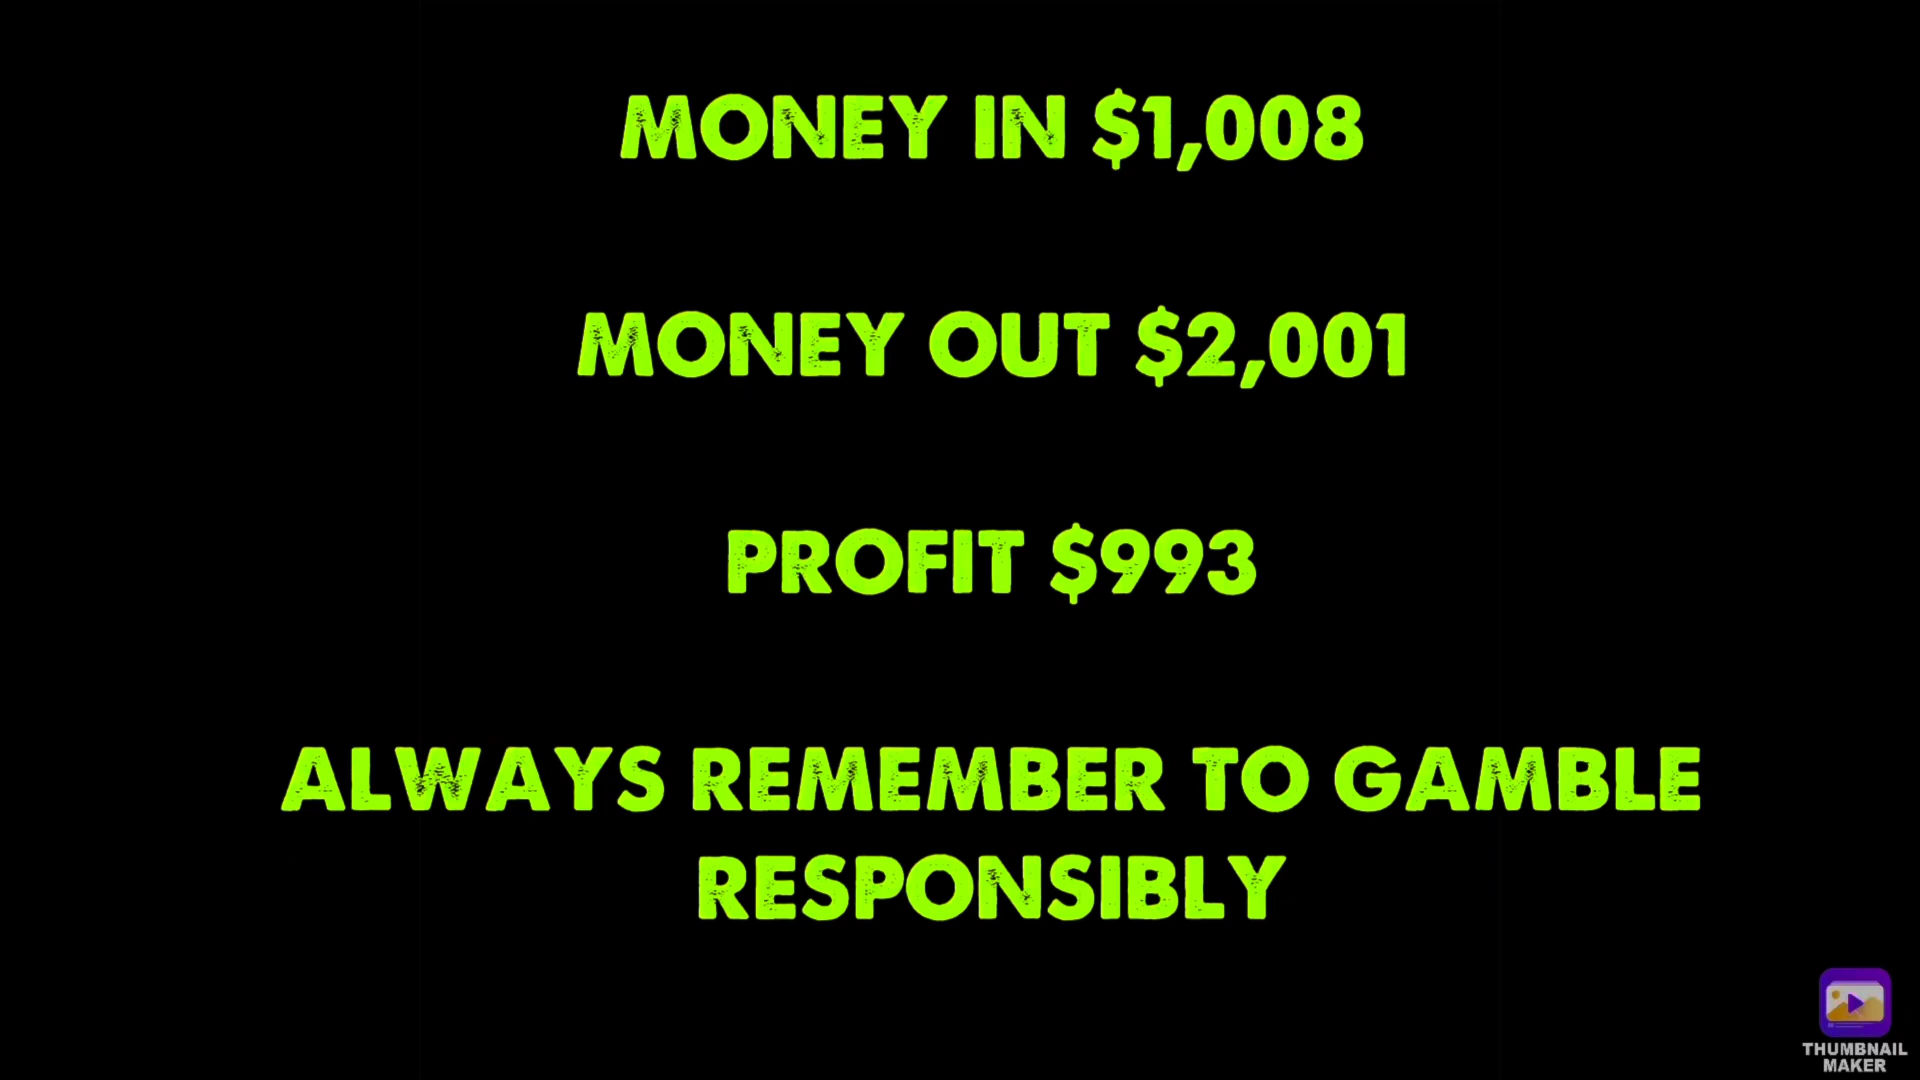 MONEY IN $1,008
MONEY OUT $2,001
PROFIT $993
ALWAYS REMEMBER TO GAMBLE
RESPONSIBLY
THUMBNAIL
MAKER